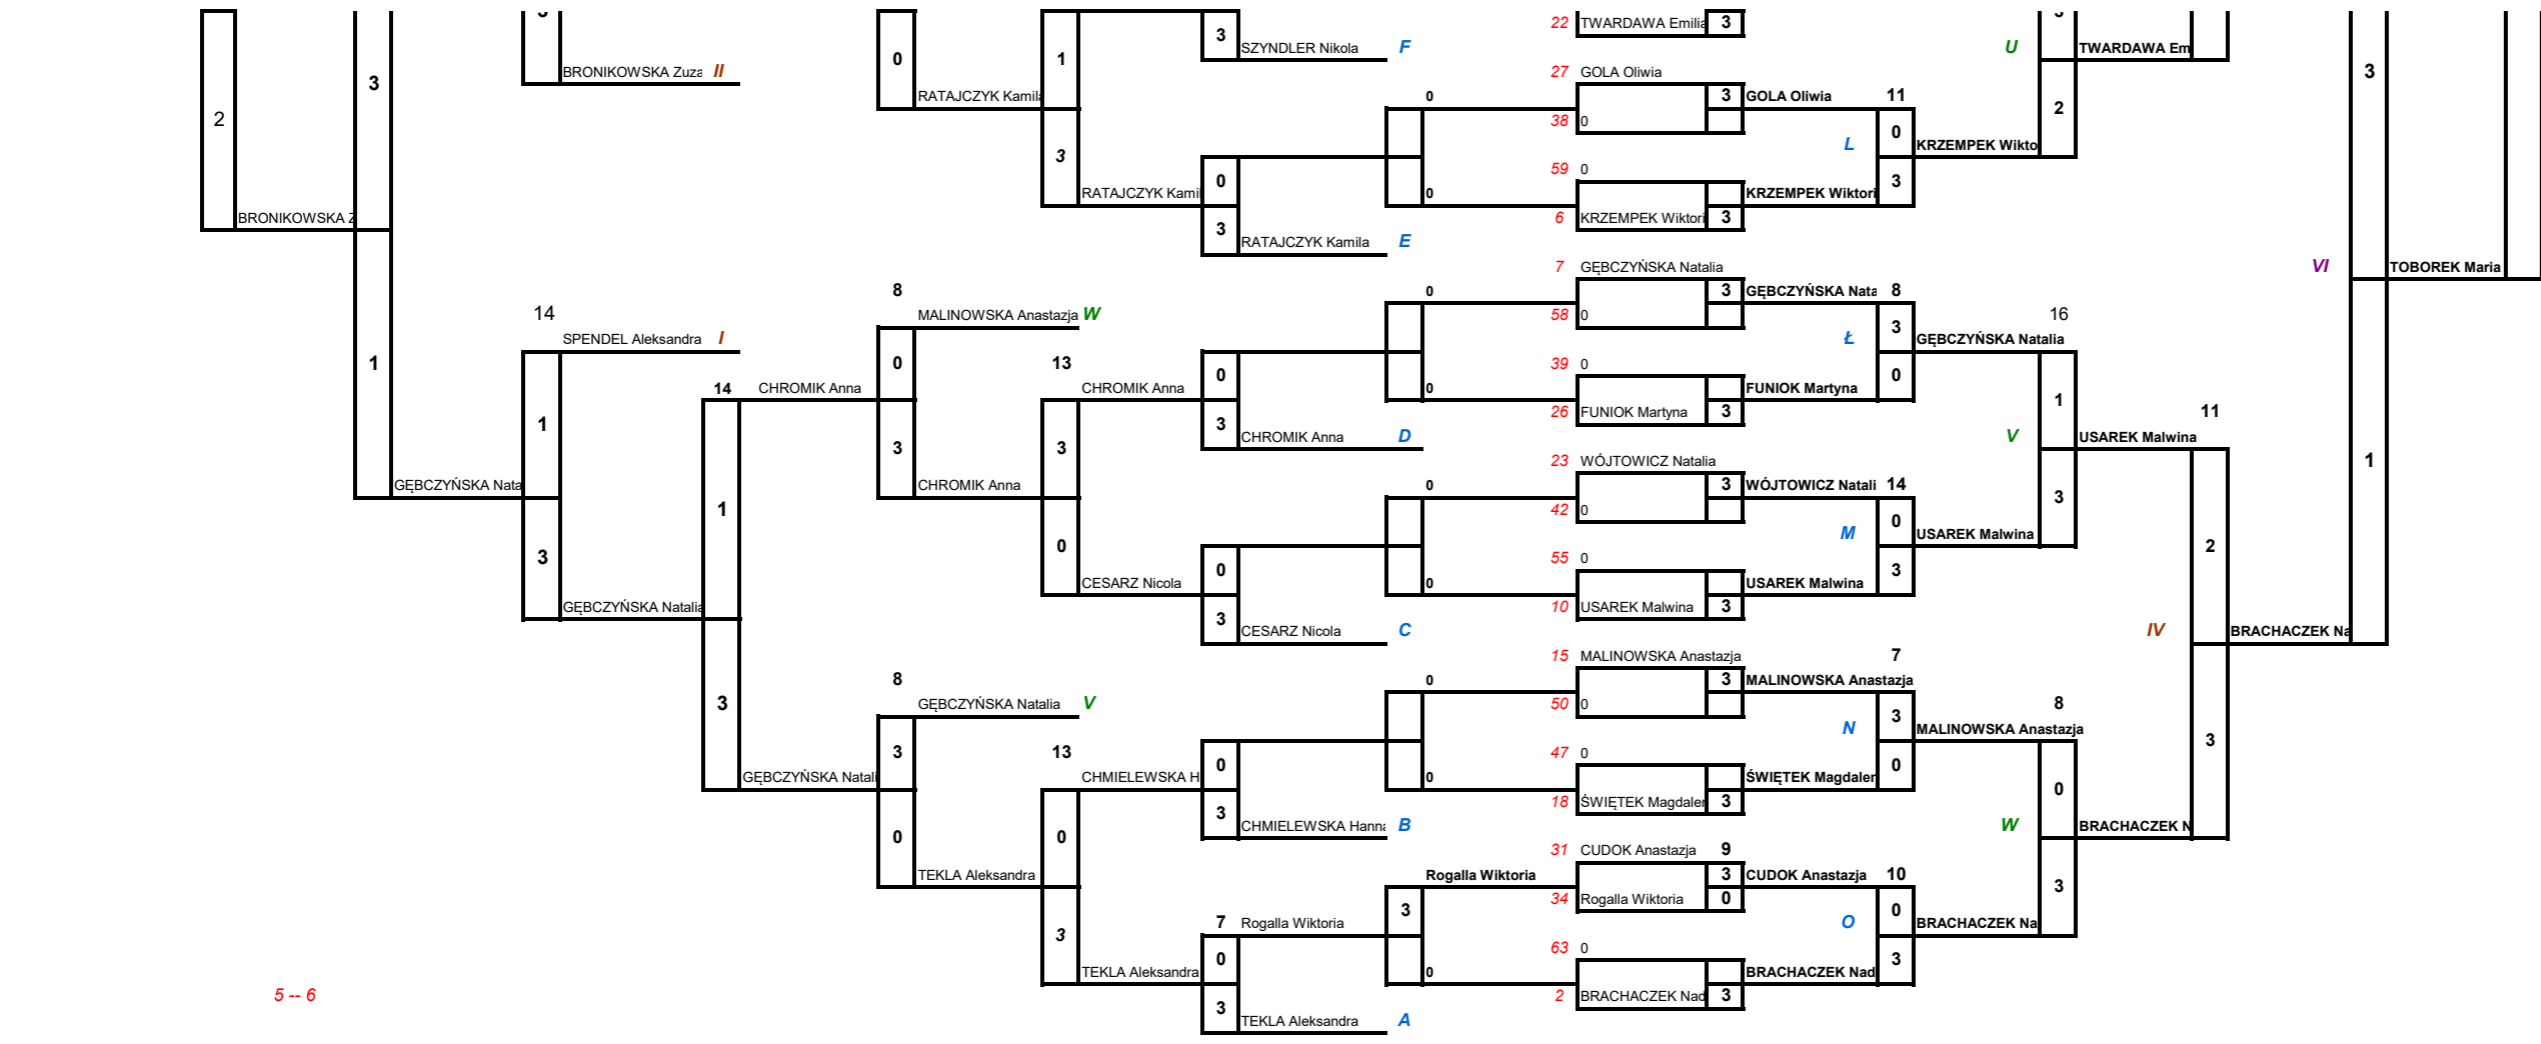 22 TWARDAWA Emilia 3
3 SZYNDLER Nikola F
U TWARDAWA Em
0 1
BRONIKOWSKA Zuza II
27 GOLA Oliwia
3 3
RATAJCZYK Kamila 0 3 GOLA Oliwia 11
2 38 0 2
L 0 KRZEMPEK Wikto
3 59 0
RATAJCZYK Kami 0 0 KRZEMPEK Wiktori 3
BRONIKOWSKA Z 6 KRZEMPEK Wiktori 3
3 RATAJCZYK Kamila E
7 GĘBCZYŃSKA Natalia VI TOBOREK Maria
8 0 3 GĘBCZYŃSKA Nata 8
14 MALINOWSKA Anastazja W 58 0 16
SPENDEL Aleksandra I Ł 3 GĘBCZYŃSKA Natalia
1 0 13 39 0
14 CHROMIK Anna CHROMIK Anna 0 0 FUNIOK Martyna 0
1 26 FUNIOK Martyna 3 1 11
1 3 3 3 CHROMIK Anna D V USAREK Malwina
23 WÓJTOWICZ Natalia 1
GĘBCZYŃSKA Nata CHROMIK Anna 0 3 WÓJTOWICZ Natali 14 3
1 42 0
M 0 USAREK Malwina
3 0 55 0 2
CESARZ Nicola 0 0 USAREK Malwina 3
GĘBCZYŃSKA Natalia 10 USAREK Malwina 3
3 CESARZ Nicola C IV BRACHACZEK Na
15 MALINOWSKA Anastazja 7
8 0 3 MALINOWSKA Anastazja
3 GĘBCZYŃSKA Natalia V 50 0 8
N 3 MALINOWSKA Anastazja
3 13 47 0 3
GĘBCZYŃSKA Natali CHMIELEWSKA H 0 0 ŚWIĘTEK Magdalen 0
18 ŚWIĘTEK Magdalen 3 0
0 0 3 CHMIELEWSKA Hanna B W BRACHACZEK N
31 CUDOK Anastazja 9
TEKLA Aleksandra Rogalla Wiktoria 3 CUDOK Anastazja 10
34 Rogalla Wiktoria 0 3
7 Rogalla Wiktoria 3 O 0 BRACHACZEK Na
3 63 0
TEKLA Aleksandra 0 0 BRACHACZEK Nad 3
5 -- 6 2 BRACHACZEK Nad 3
3 TEKLA Aleksandra A